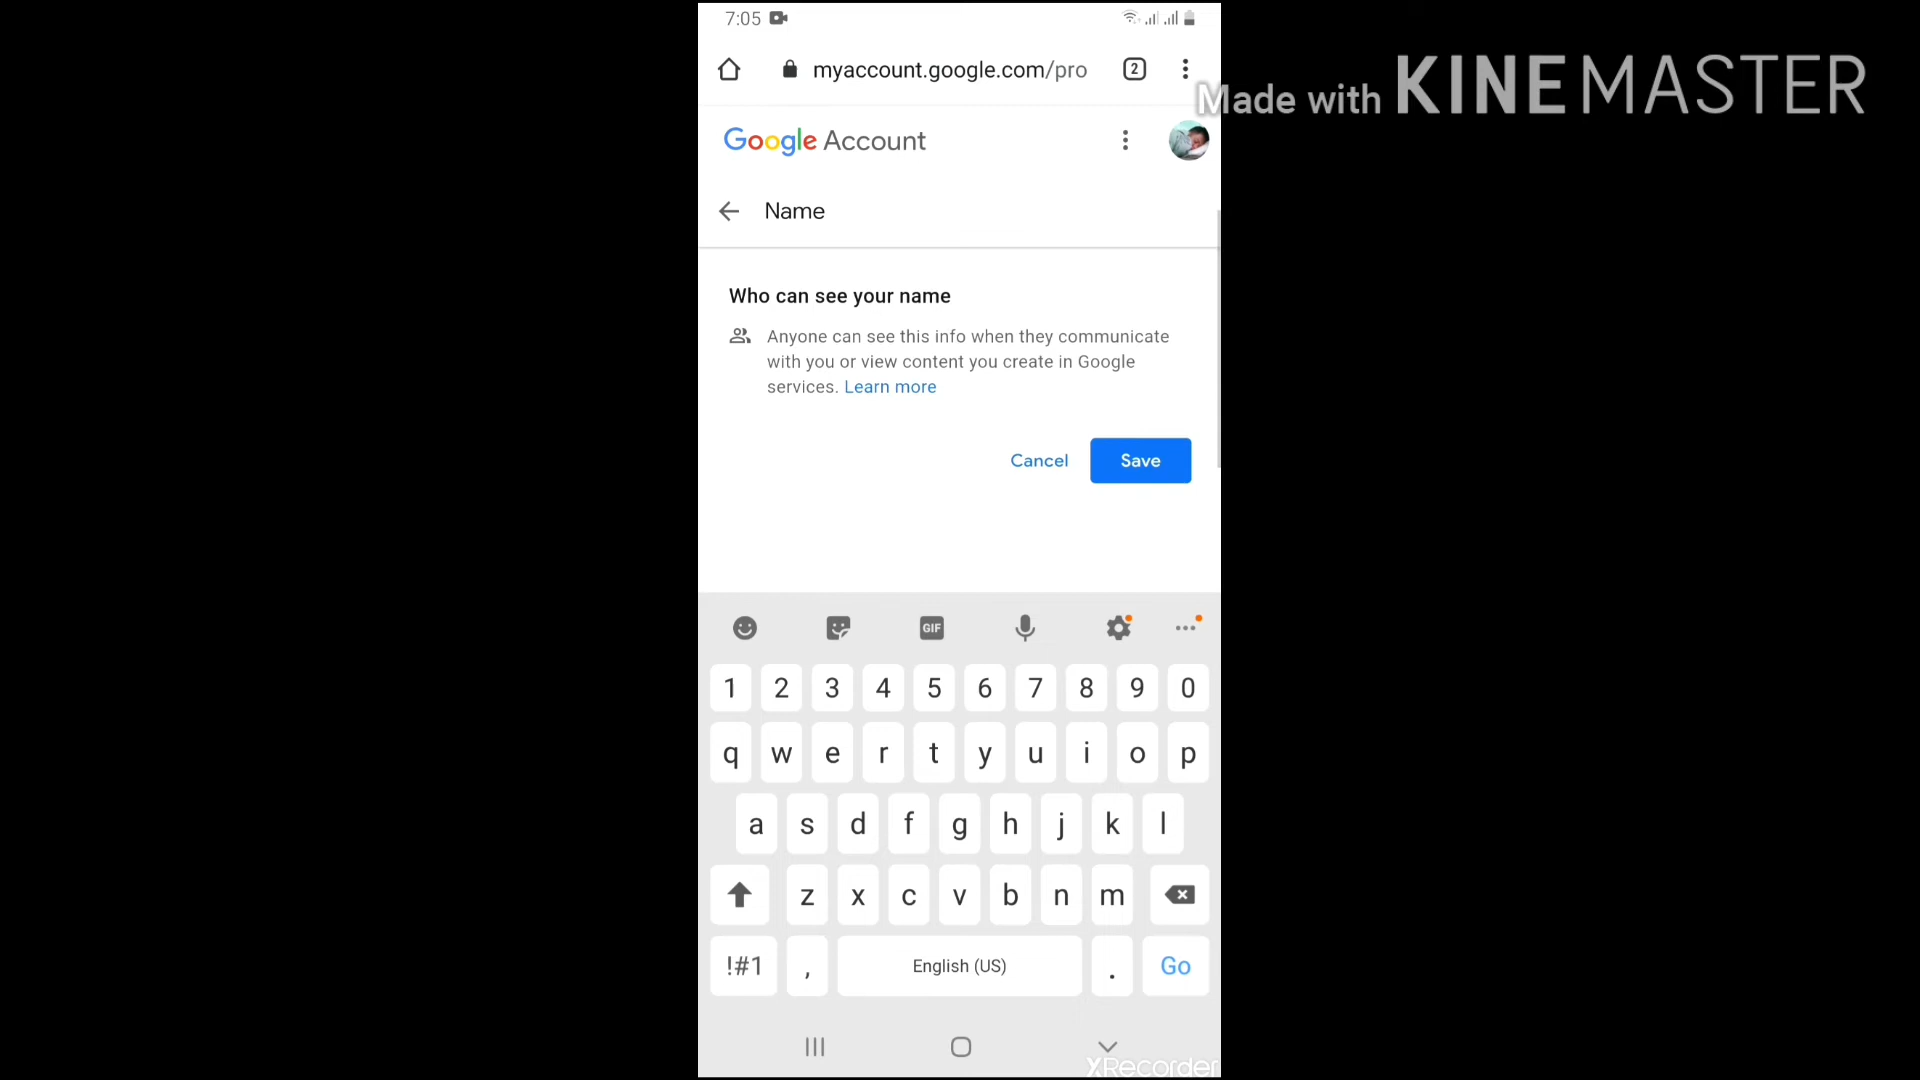 7:05
myaccount.google.com/pro
2
Made with KINEMASTER
Google Account
Name
Who can see your name
Anyone can see this info when they communicate
with you or view content you create in Google
services. Learn more
Cancel Save
GIF
1 2 3 4 5 6 7 8 9 0
q w e r t y u i o p
a s d f g h j k l
z x c v b n m
!#1 , English (US) . Go
XRecorder